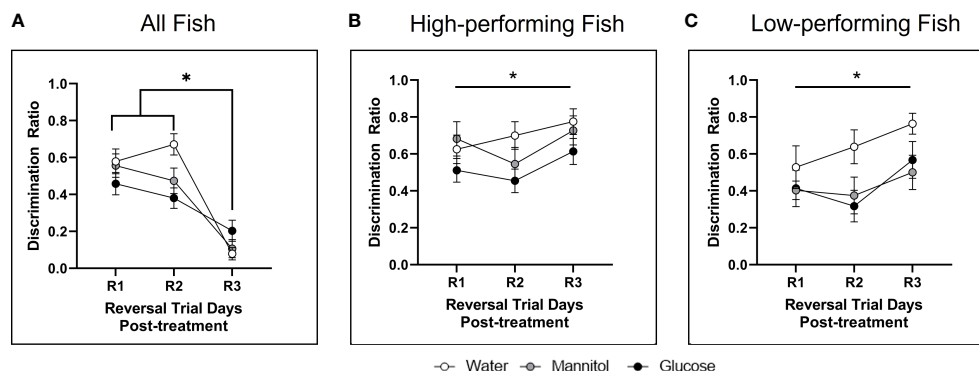 A
All Fish
*
1.0
0.8
0.6
0.4
0.2
0.0
Discrimination Ratio
R1 R2 R3
Reversal Trial Days
Post-treatment
B
High-performing Fish
*
1.0
0.8
0.6
0.4
0.2
0.0
Discrimination Ratio
R1 R2 R3
Reversal Trial Days
Post-treatment
C
Low-performing Fish
*
1.0
0.8
0.6
0.4
0.2
0.0
Discrimination Ratio
R1 R2 R3
Reversal Trial Days
Post-treatment
Water Mannitol Glucose